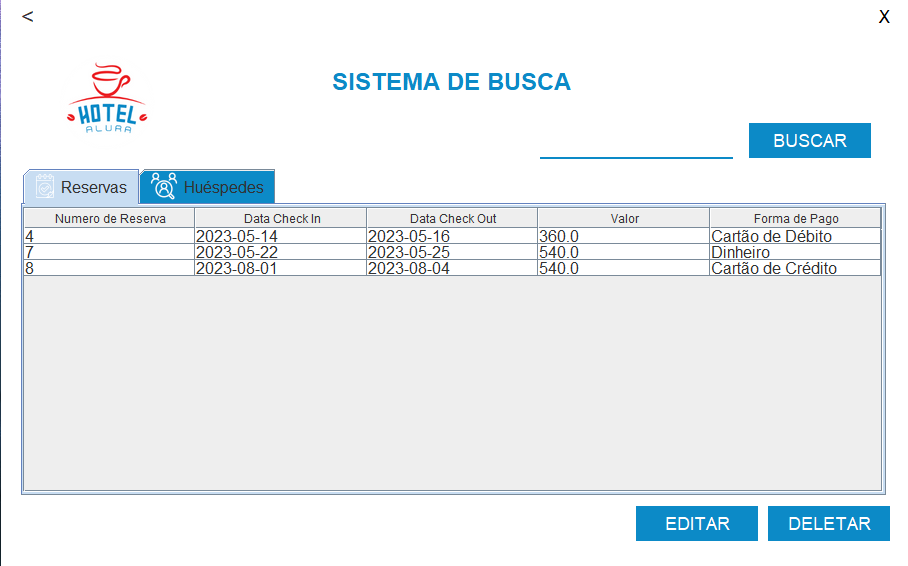 < X
HOTEL
ALURA
SISTEMA DE BUSCA
BUSCAR
Reservas Huéspedes
Numero de Reserva Data Check In Data Check Out Valor Forma de Pago
4 2023-05-14 2023-05-16 360.0 Cartão de Débito
7 2023-05-22 2023-05-25 540.0 Dinheiro
8 2023-08-01 2023-08-04 540.0 Cartão de Crédito
EDITAR DELETAR